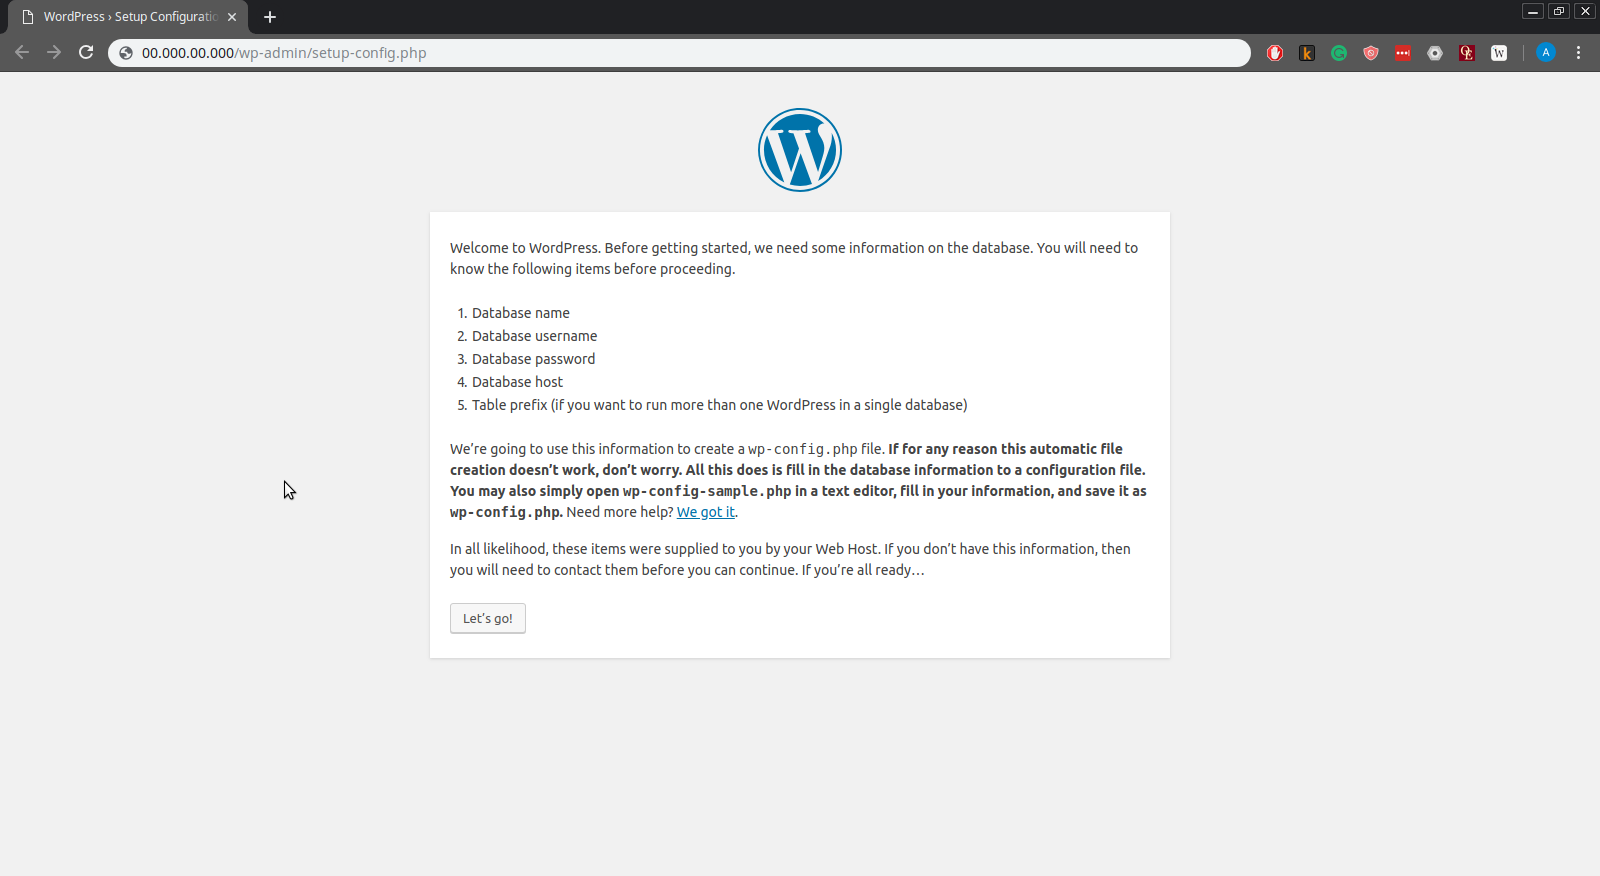 WordPress › Setup Configuratio
00.000.00.000/wp-admin/setup-config.php
A
Welcome to WordPress. Before getting started, we need some information on the database. You will need to
know the following items before proceeding.
1. Database name
2. Database username
3. Database password
4. Database host
5. Table prefix (if you want to run more than one WordPress in a single database)
We’re going to use this information to create a wp-config.php file. If for any reason this automatic file
creation doesn’t work, don’t worry. All this does is fill in the database information to a configuration file.
You may also simply open wp-config-sample.php in a text editor, fill in your information, and save it as
wp-config.php. Need more help? We got it.
In all likelihood, these items were supplied to you by your Web Host. If you don’t have this information, then
you will need to contact them before you can continue. If you’re all ready…
Let’s go!